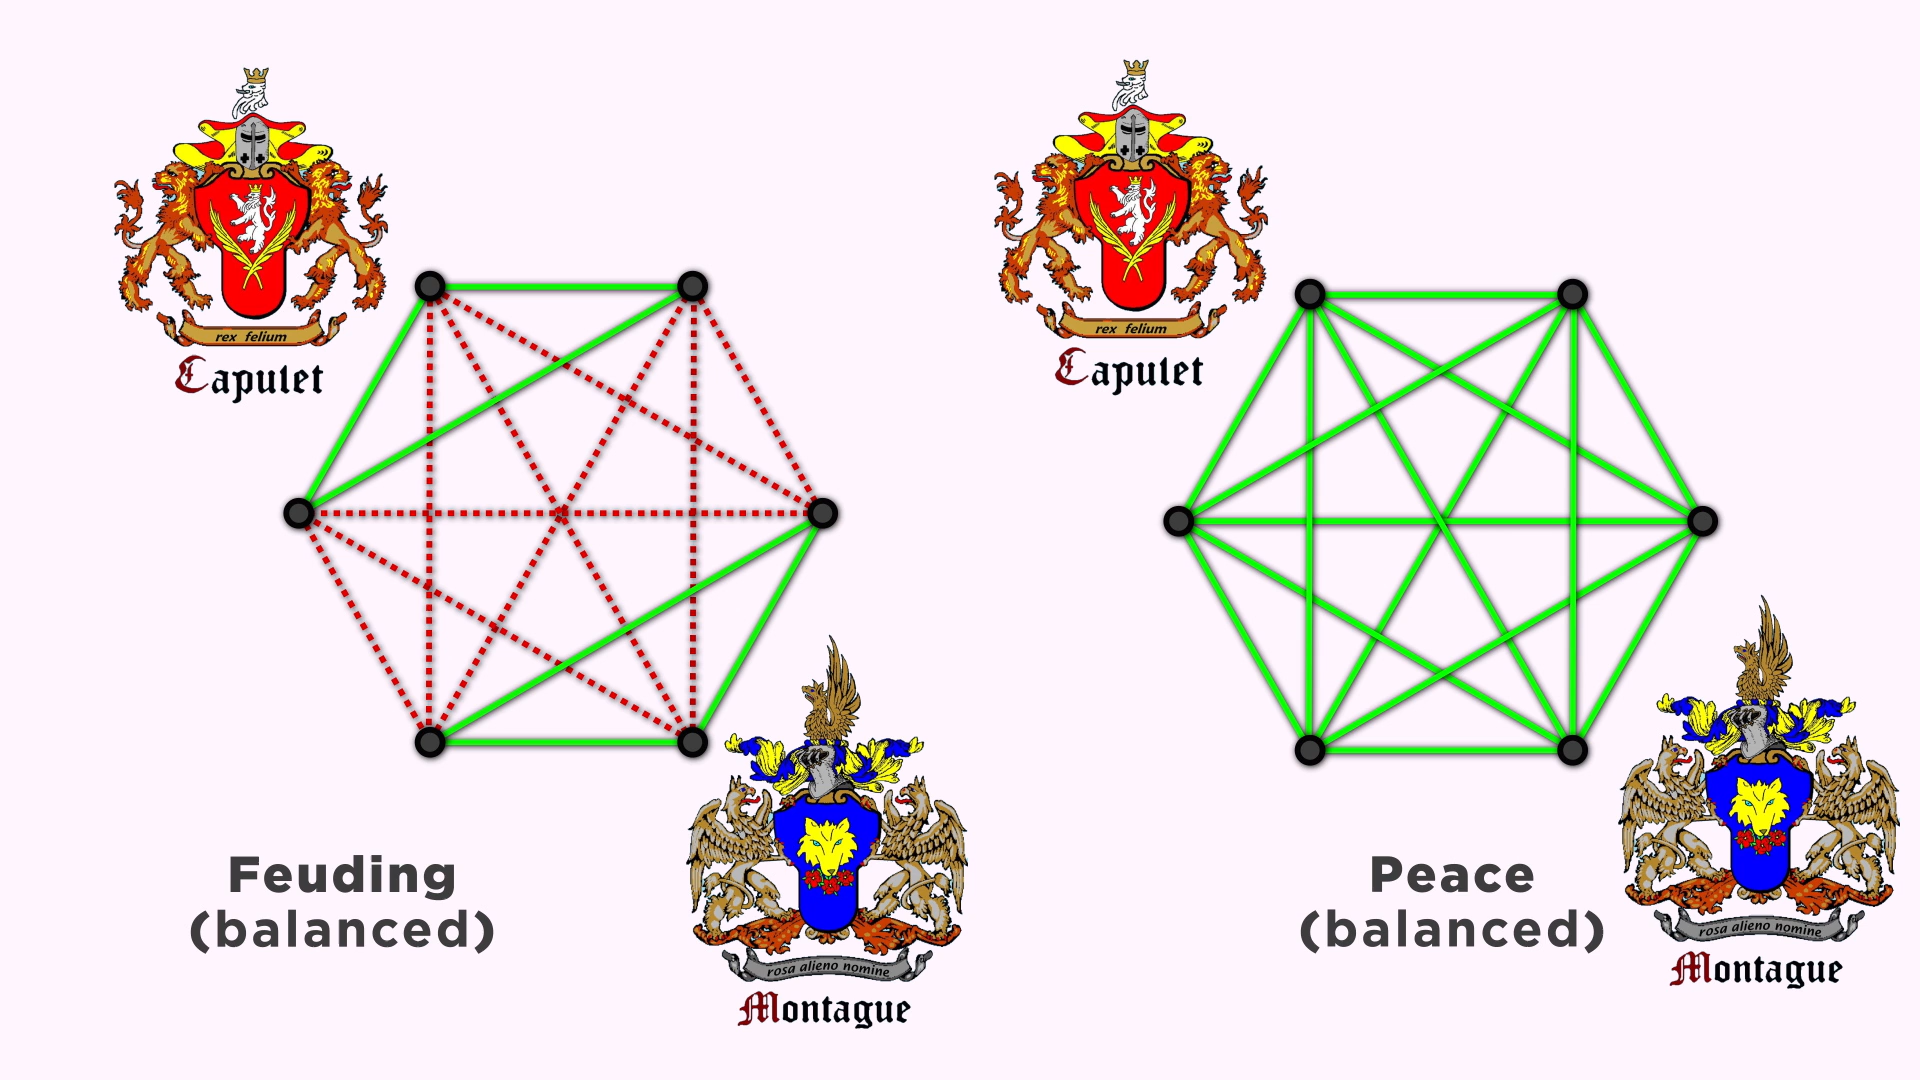 rex felium
Capulet
rex felium
Capulet
Feuding
(balanced)
rosa alieno nomine
Montague
Peace
(balanced)
rosa alieno nomine
Montague